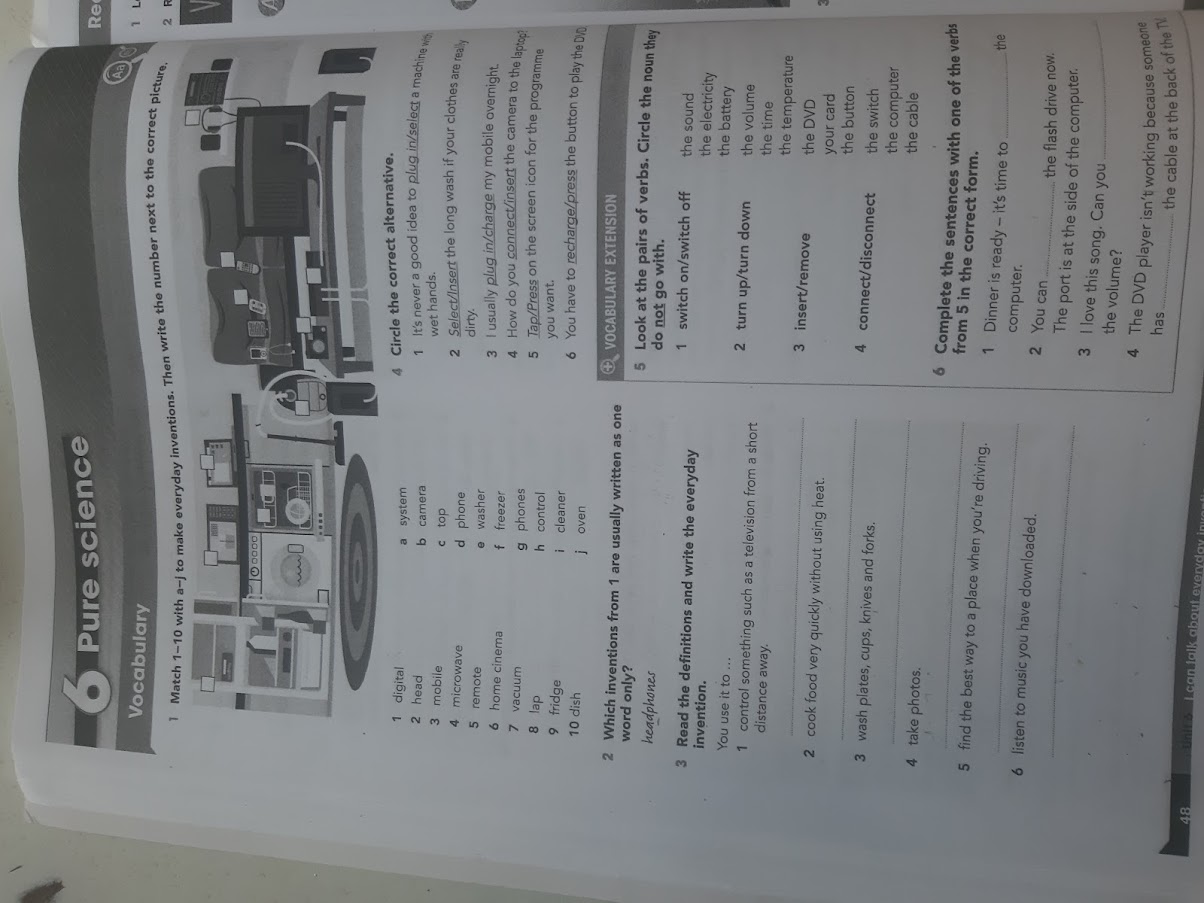 6 Pure science
Vocabulary
Aa
1 Match 1–10 with a–j to make everyday inventions. Then write the number next to the correct picture.
1 digital
2 head
3 mobile
4 microwave
5 remote
6 home cinema
7 vacuum
8 lap
9 fridge
10 dish
a system
b camera
c top
d phone
e washer
f freezer
g phones
h control
i cleaner
j oven
2 Which inventions from 1 are usually written as one
word only?
headphones
3 Read the definitions and write the everyday
invention.
You use it to ...
1 control something such as a television from a short
distance away.
2 cook food very quickly without using heat.
3 wash plates, cups, knives and forks.
4 take photos.
5 find the best way to a place when you're driving.
6 listen to music you have downloaded.
4 Circle the correct alternative.
1 It's never a good idea to plug in/select a machine with
wet hands.
2 Select/Insert the long wash if your clothes are really
dirty.
3 I usually plug in/charge my mobile overnight.
4 How do you connect/insert the camera to the laptop?
5 Tap/Press on the screen icon for the programme
you want.
6 You have to recharge/press the button to play the DVD
VOCABULARY EXTENSION
5 Look at the pairs of verbs. Circle the noun they
do not go with.
1 switch on/switch off the sound
the electricity
the battery
2 turn up/turn down the volume
the time
the temperature
3 insert/remove the DVD
your card
the button
4 connect/disconnect the switch
the computer
the cable
6 Complete the sentences with one of the verbs
from 5 in the correct form.
1 Dinner is ready – it's time to the
computer.
2 You can the flash drive now.
The port is at the side of the computer.
3 I love this song. Can you
the volume?
4 The DVD player isn't working because someone
has the cable at the back of the TV.
48 Unit 6 I can talk about everyday
1
2
3